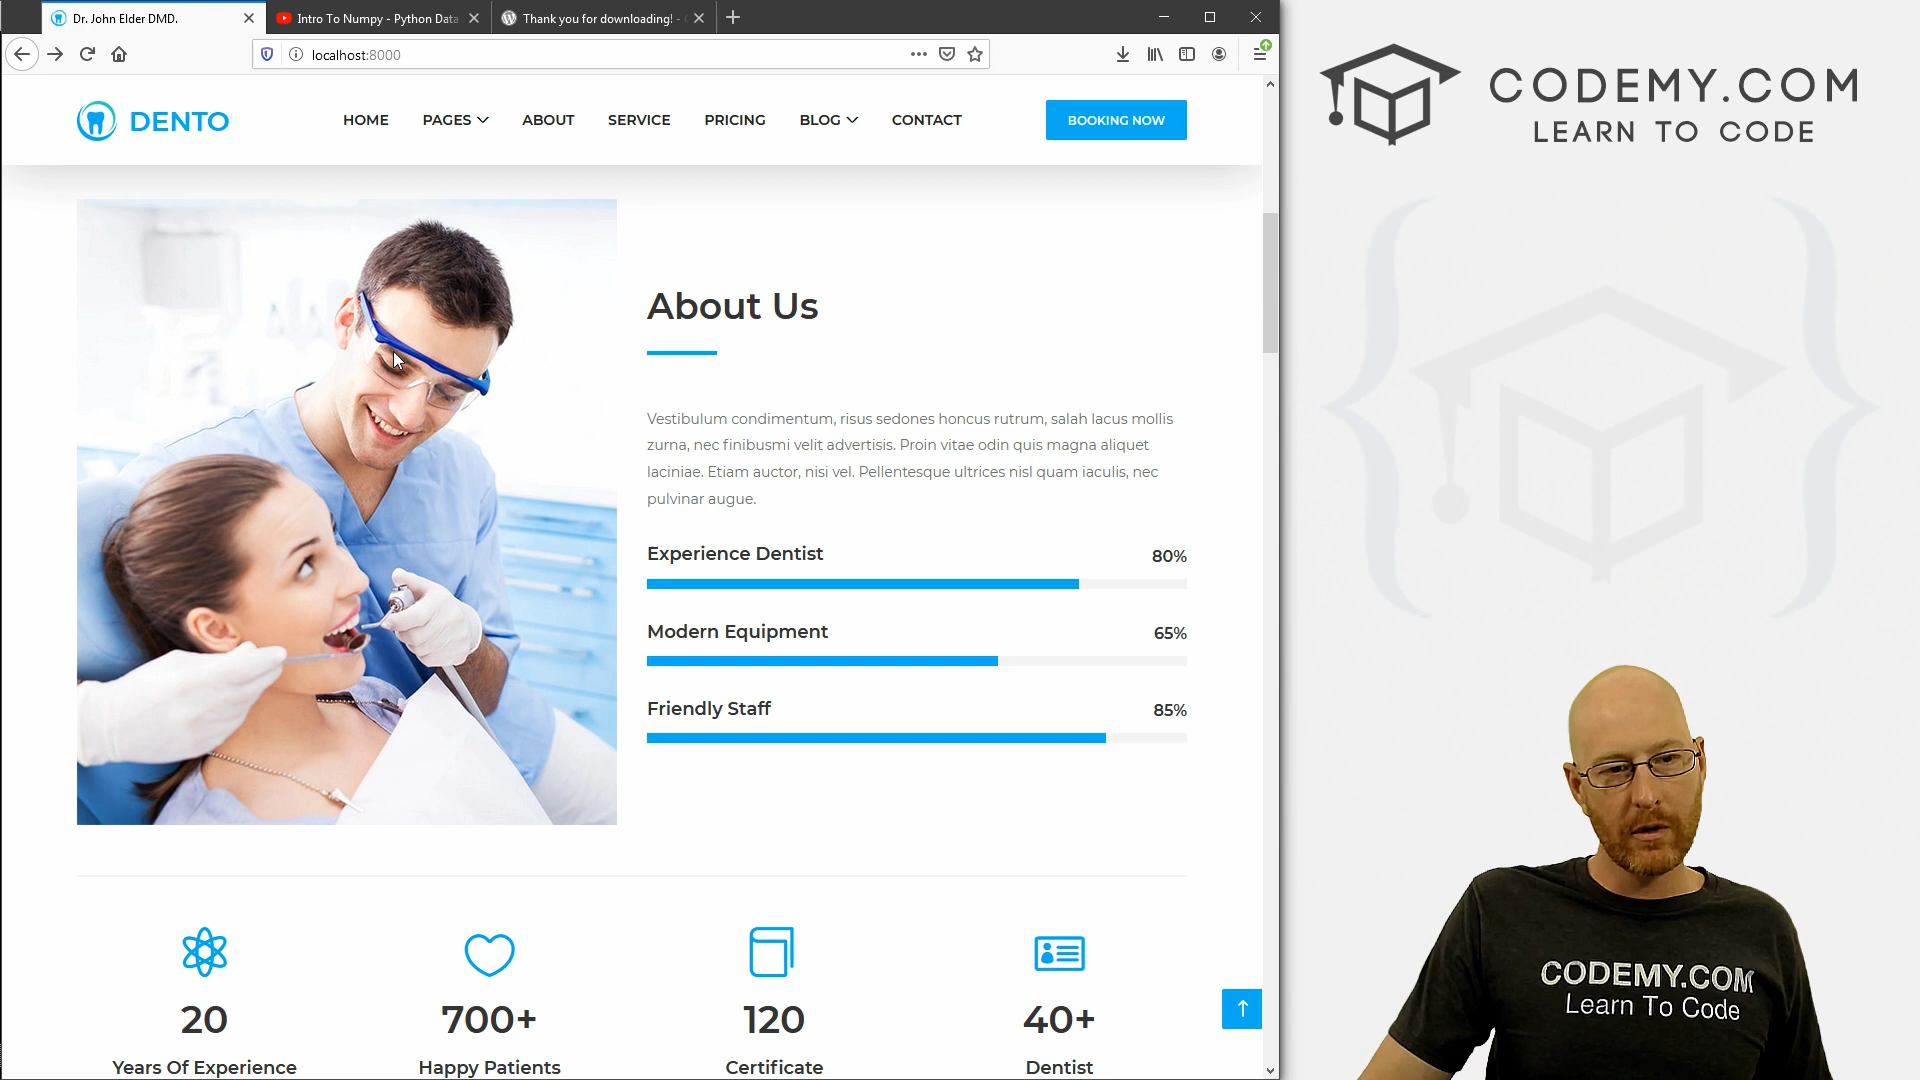 Dr. John Elder DMD.
Intro To Numpy - Python Data
Thank you for downloading! -
localhost:8000
CODEMY.COM
LEARN TO CODE
DENTO
HOME PAGES ABOUT SERVICE PRICING BLOG CONTACT
BOOKING NOW
About Us
Vestibulum condimentum, risus sedones honcus rutrum, salah lacus mollis
zurna, nec finibusmi velit advertisis. Proin vitae odin quis magna aliquet
laciniae. Etiam auctor, nisi vel. Pellentesque ultrices nisl quam iaculis, nec
pulvinar augue.
Experience Dentist 80%
Modern Equipment 65%
Friendly Staff 85%
20 700+ 120 40+
Years Of Experience Happy Patients Certificate Dentist
CODEMY.COM
Learn To Code